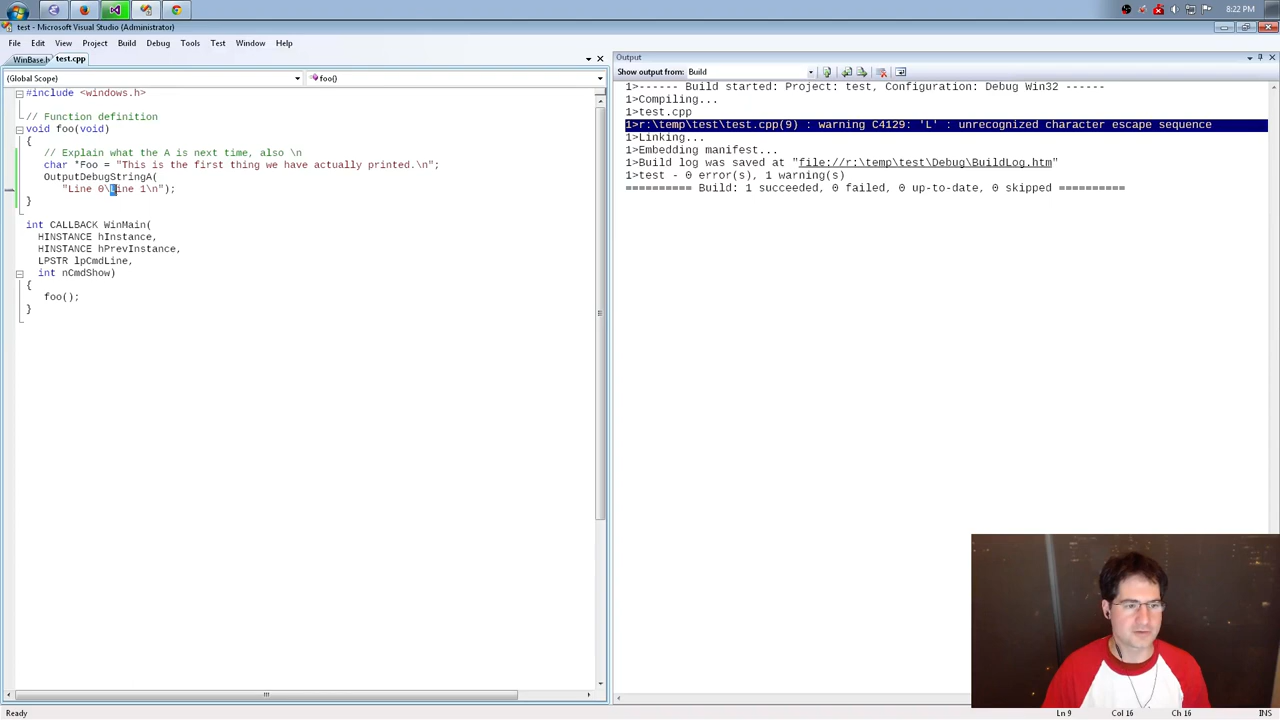 8:22 PM
test - Microsoft Visual Studio (Administrator)
File Edit View Project Build Debug Tools Test Window Help
WinBase.h test.cpp
(Global Scope) foo()
#include <windows.h>
// Function definition
void foo(void)
{
// Explain what the A is next time, also \n
char *Foo = "This is the first thing we have actually printed.\n";
OutputDebugStringA(
"Line 0\Line 1\n");
}
int CALLBACK WinMain(
HINSTANCE hInstance,
HINSTANCE hPrevInstance,
LPSTR lpCmdLine,
int nCmdShow)
{
foo();
}
Output
Show output from: Build
1>------ Build started: Project: test, Configuration: Debug Win32 ------
1>Compiling...
1>test.cpp
1>r:\temp\test\test.cpp(9) : warning C4129: 'L' : unrecognized character escape sequence
1>Linking...
1>Embedding manifest...
1>Build log was saved at "file://r:\temp\test\Debug\BuildLog.htm"
1>test - 0 error(s), 1 warning(s)
========== Build: 1 succeeded, 0 failed, 0 up-to-date, 0 skipped ==========
Ready Ln 9 Col 16 Ch 16 INS